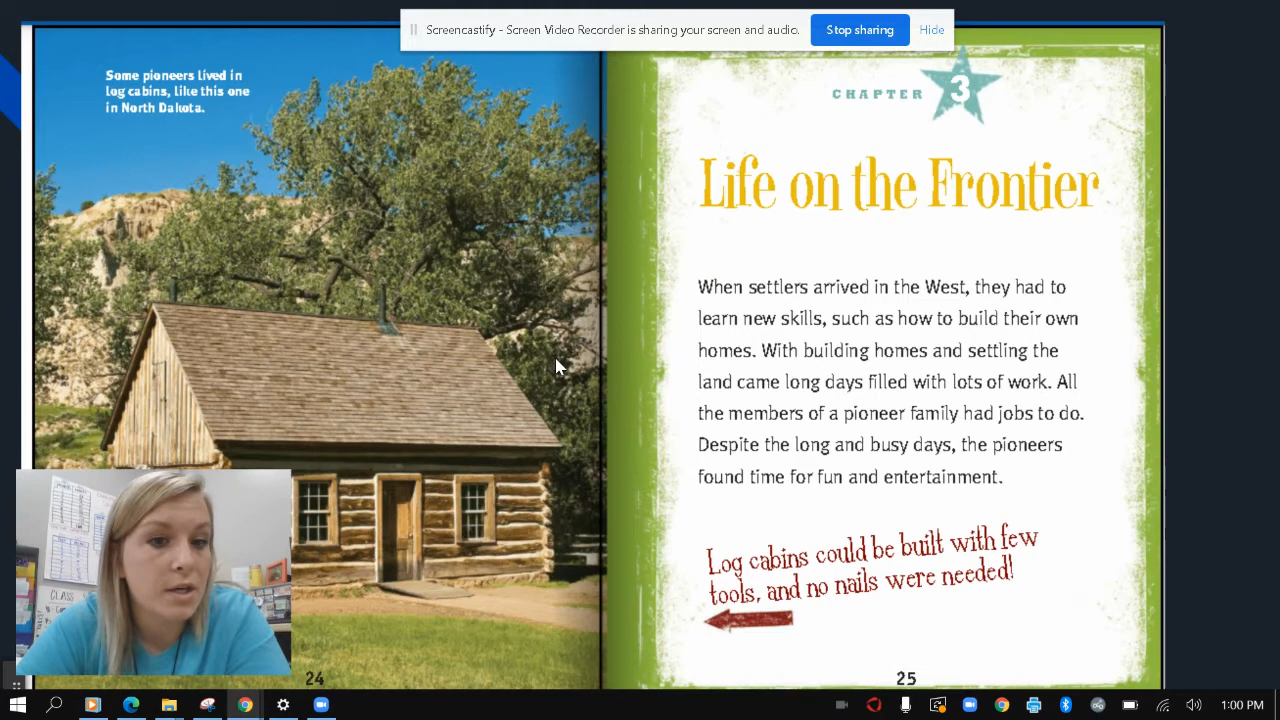 Screencastify - Screen Video Recorder is sharing your screen and audio.
Stop sharing
Hide
Some pioneers lived in
log cabins, like this one
in North Dakota.
CHAPTER 3
Life on the Frontier
When settlers arrived in the West, they had to
learn new skills, such as how to build their own
homes. With building homes and settling the
land came long days filled with lots of work. All
the members of a pioneer family had jobs to do.
Despite the long and busy days, the pioneers
found time for fun and entertainment.
Log cabins could be built with few
tools, and no nails were needed!
CLASS
24
25
1:00 PM